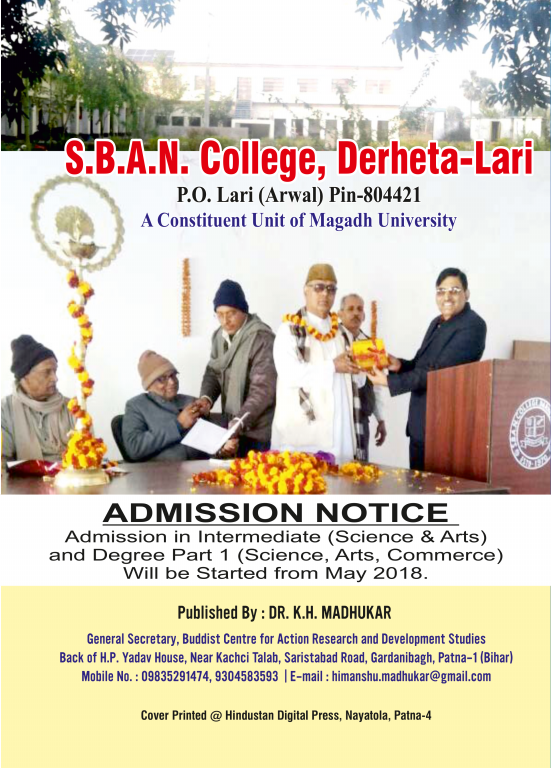 S.B.A.N. College, Derheta-Lari
P.O. Lari (Arwal) Pin-804421
A Constituent Unit of Magadh University
ADMISSION NOTICE
Admission in Intermediate (Science & Arts)
and Degree Part 1 (Science, Arts, Commerce)
Will be Started from May 2018.
Published By : DR. K.H. MADHUKAR
General Secretary, Buddist Centre for Action Research and Development Studies
Back of H.P. Yadav House, Near Kachci Talab, Saristabad Road, Gardanibagh, Patna-1 (Bihar)
Mobile No. : 09835291474, 9304583593 | E-mail : himanshu.madhukar@gmail.com
Cover Printed @ Hindustan Digital Press, Nayatola, Patna-4